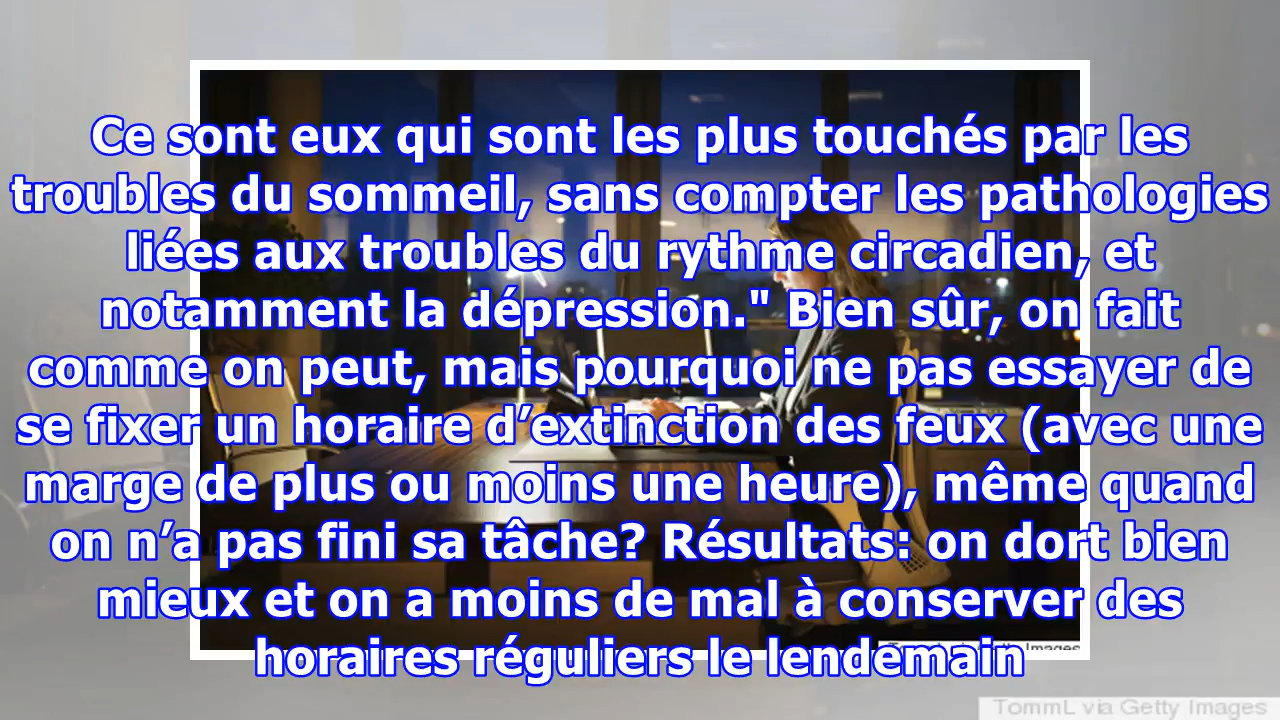 Ce sont eux qui sont les plus touchés par les
troubles du sommeil, sans compter les pathologies
liées aux troubles du rythme circadien, et
notamment la dépression." Bien sûr, on fait
comme on peut, mais pourquoi ne pas essayer de
se fixer un horaire d’extinction des feux (avec une
marge de plus ou moins une heure), même quand
on n’a pas fini sa tâche? Résultats: on dort bien
mieux et on a moins de mal à conserver des
horaires réguliers le lendemain
TommL via Getty Images